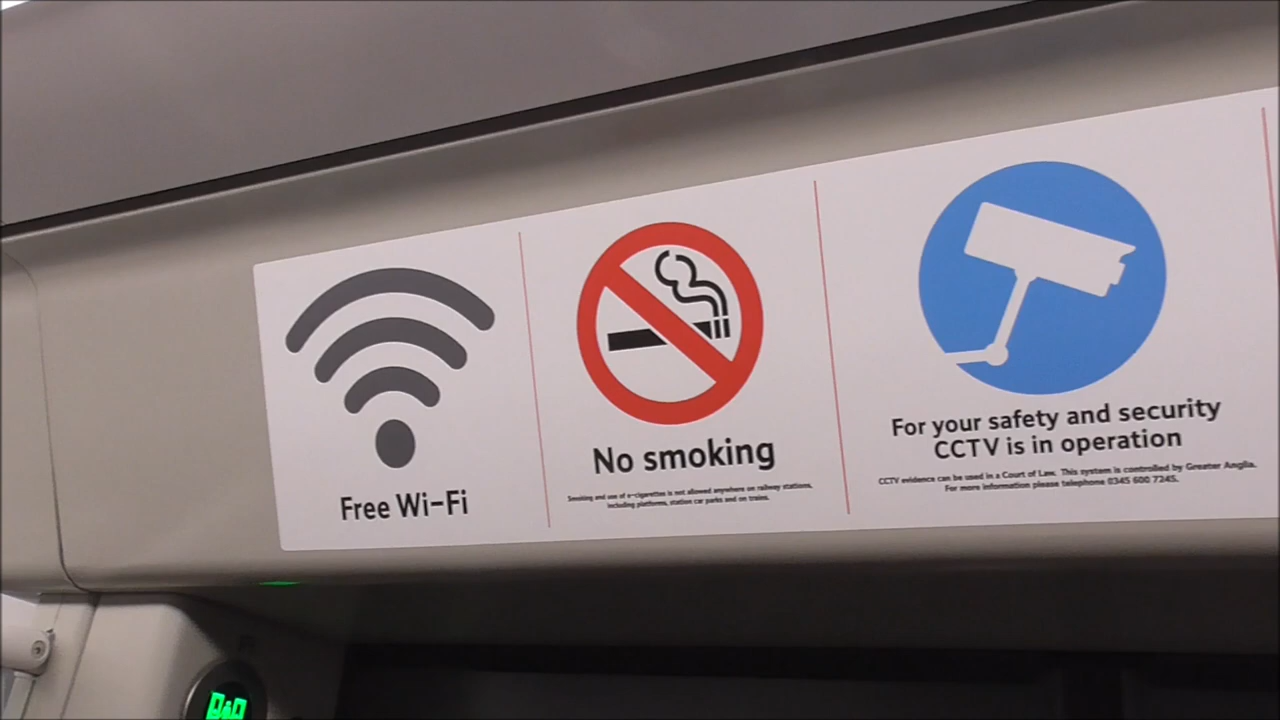 Free Wi-Fi
No smoking
Smoking and use of e-cigarettes is not allowed anywhere on railway stations,
including platforms, station car parks and on trains.
For your safety and security
CCTV is in operation
CCTV evidence can be used in a Court of Law. This system is controlled by Greater Anglia.
For more information please telephone 0345 600 7245.